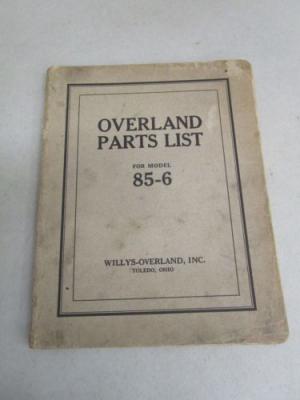 OVERLAND
PARTS LIST
FOR MODEL
85-6
WILLYS-OVERLAND, INC.
TOLEDO, OHIO